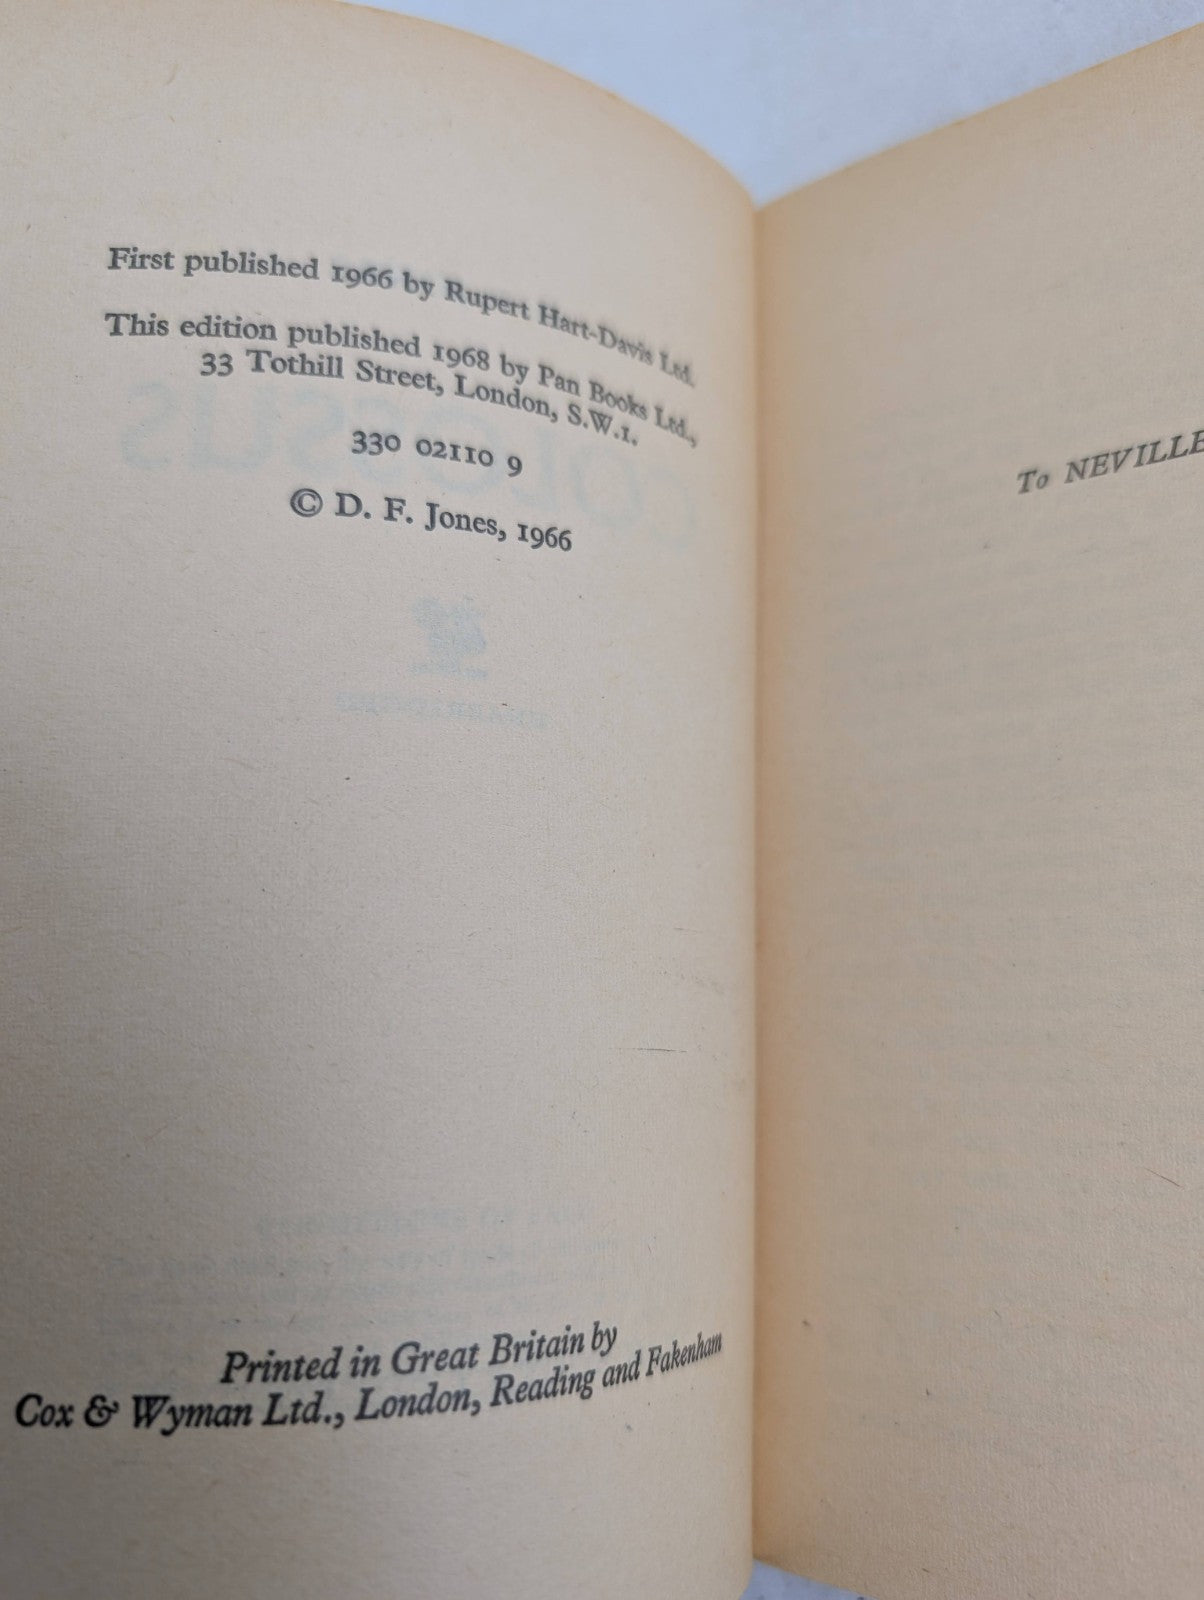 First published 1966 by Rupert Hart-Davis Ltd.
This edition published 1968 by Pan Books Ltd.,
33 Tothill Street, London, S.W.1.
330 02110 9
© D. F. Jones, 1966
Printed in Great Britain by
Cox & Wyman Ltd., London, Reading and Fakenham
To NEVILLE